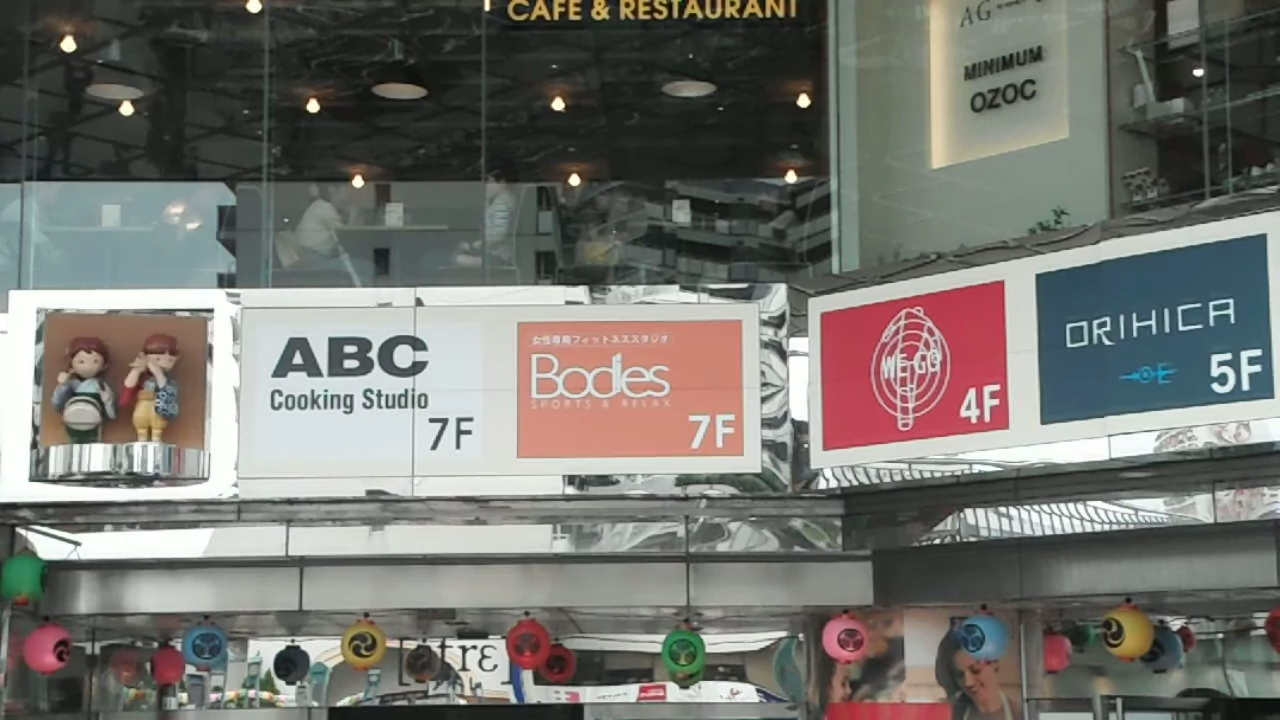 CAFE & RESTAURANT
MINIMUM
OZOC
ABC
Cooking Studio
7F
女性専用フィットネススタジオ
Bodies
SPORTS & RELAX
7F
WEGO
4F
ORIHICA
5F